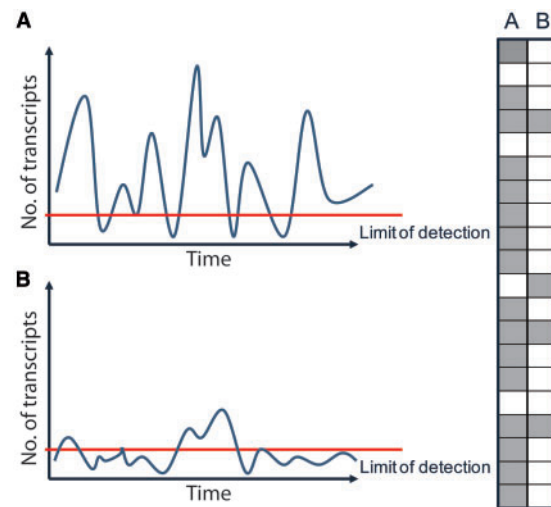 A
No. of transcripts
Limit of detection
Time
B
No. of transcripts
Limit of detection
Time
A B